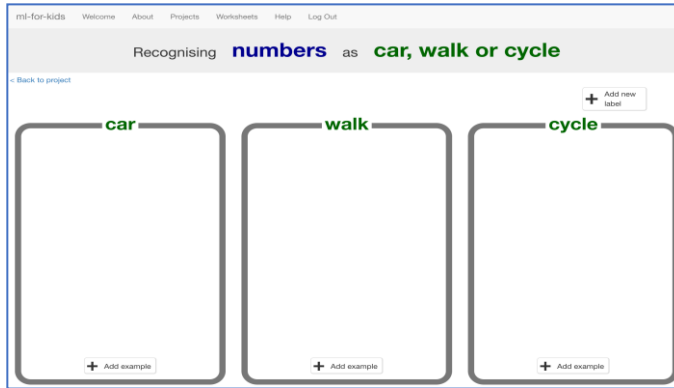 ml-for-kids Welcome About Projects Worksheets Help Log Out
Recognising numbers as car, walk or cycle
< Back to project
+ Add new
label
car walk cycle
+ Add example + Add example + Add example